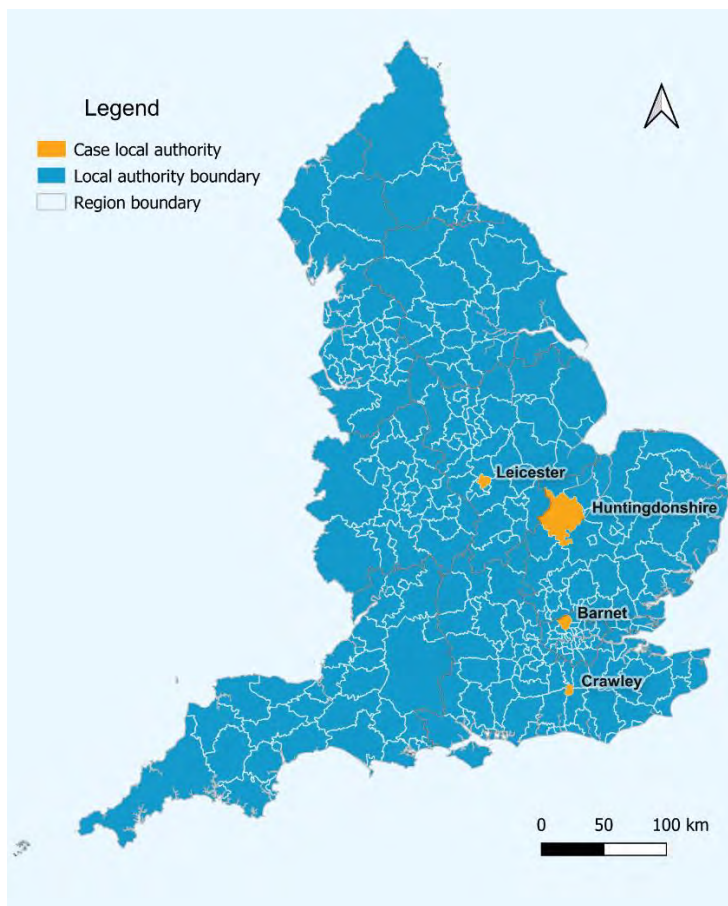 Legend
Case local authority
Local authority boundary
Region boundary
Leicester
Huntingdonshire
Barnet
Crawley
0 50 100 km